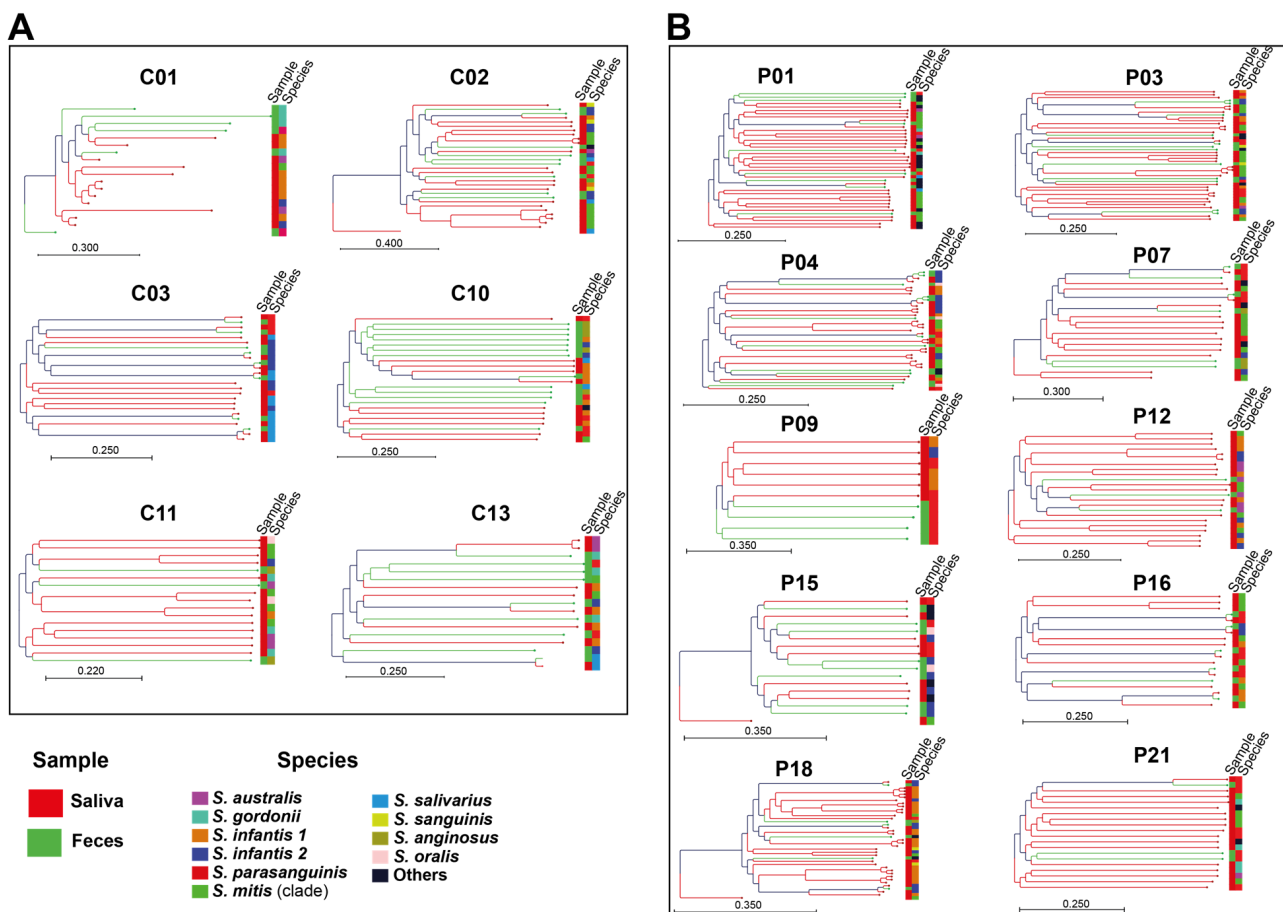 A
B
C01
Sample
Species
C02
Sample
Species
0.300
0.400
C03
Sample
Species
C10
Sample
Species
0.250
0.250
C11
Sample
Species
C13
Sample
Species
0.220
0.250
P01
Sample
Species
P03
Sample
Species
0.250
0.250
P04
Sample
Species
P07
Sample
Species
0.250
0.300
P09
Sample
Species
P12
Sample
Species
0.350
0.250
P15
Sample
Species
P16
Sample
Species
0.350
0.250
P18
Sample
Species
P21
Sample
Species
0.350
0.250
Sample
Saliva
Feces
Species
S. australis
S. gordonii
S. infantis 1
S. infantis 2
S. parasanguinis
S. mitis (clade)
S. salivarius
S. sanguinis
S. anginosus
S. oralis
Others